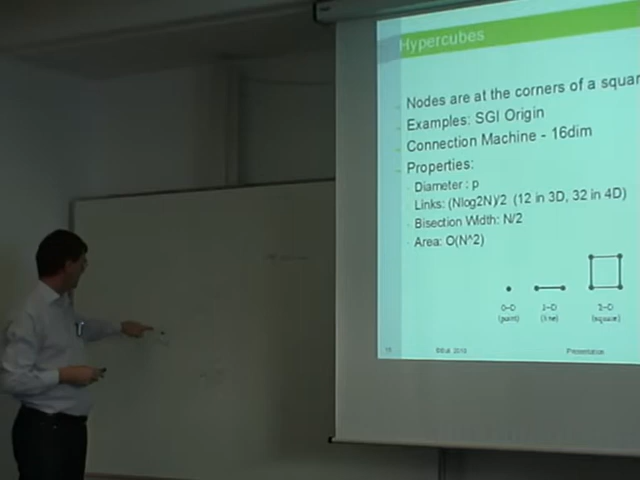 Hypercubes
Nodes are at the corners of a squar
Examples: SGI Origin
Connection Machine - 16dim
Properties:
Diameter : p
Links: (Nlog2N)/2 (12 in 3D, 32 in 4D)
Bisection Width: N/2
Area: O(N^2)
0-D 1-D 2-D
(point) (line) (square)
2010 Presentation